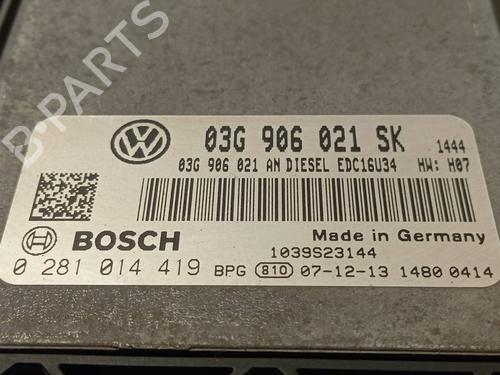 03G 906 021 SK 1444
03G 906 021 AN DIESEL EDC16U34 HW: H07
BOSCH
Made in Germany
1039S23144
0 281 014 419 BPG 810 07-12-13 1480 0414